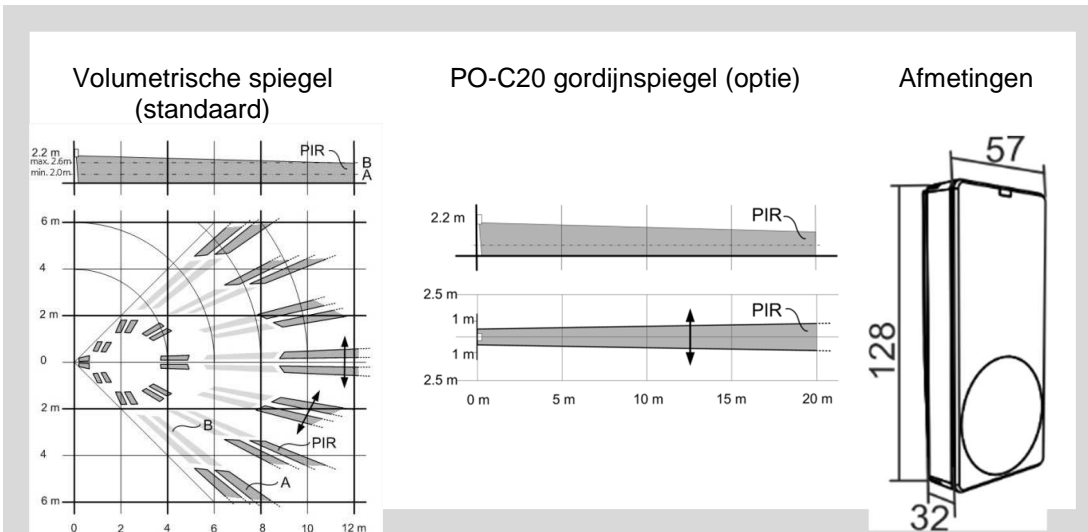 Volumetrische spiegel
(standaard)
2.2 m
max. 2.6m
min. 2.0m
PIR
B
A
6 m
4
2 m
0
2 m
4
6 m
B
PIR
A
0 2 4 6 8 10 12 m
PO-C20 gordijnspiegel (optie)
2.2 m
PIR
2.5 m
1 m
1 m
2.5 m
PIR
0 m 5 m 10 m 15 m 20 m
Afmetingen
57
128
32